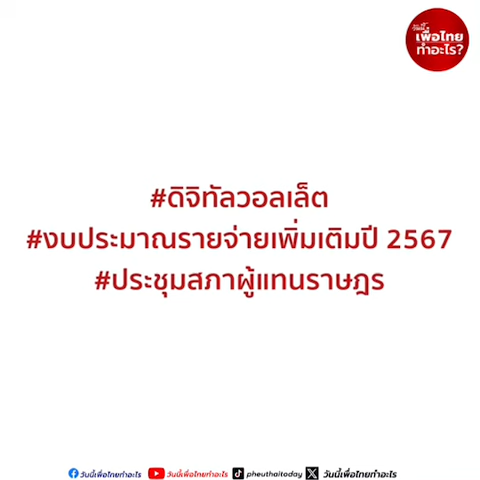 วันนี้
เพื่อไทย
ทำอะไร?
#ดิจิทัลวอลเล็ต
#งบประมาณรายจ่ายเพิ่มเติมปี 2567
#ประชุมสภาผู้แทนราษฎร
วันนี้เพื่อไทยทำอะไร วันนี้เพื่อไทยทำอะไร pheuthaitoday วันนี้เพื่อไทยทำอะไร